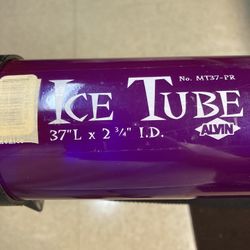 ICE TUBE
No. MT37-PR
37"L x 2 3/4" I.D.
ALVIN